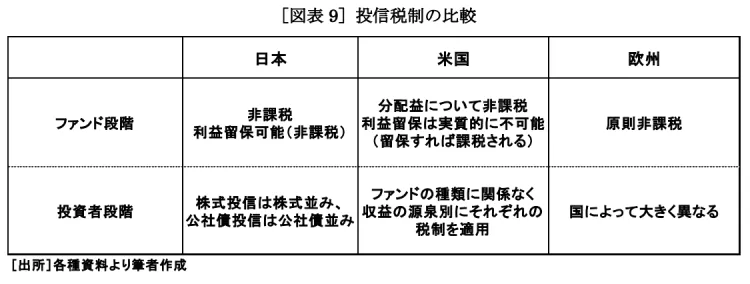 ［図表 9］ 投信税制の比較
日本
米国
欧州
ファンド段階
非課税
利益留保可能（非課税）
分配益について非課税
利益留保は実質的に不可能
（留保すれば課税される）
原則非課税
投資者段階
株式投信は株式並み、
公社債投信は公社債並み
ファンドの種類に関係なく
収益の源泉別にそれぞれの
税制を適用
国によって大きく異なる
［出所］各種資料より筆者作成